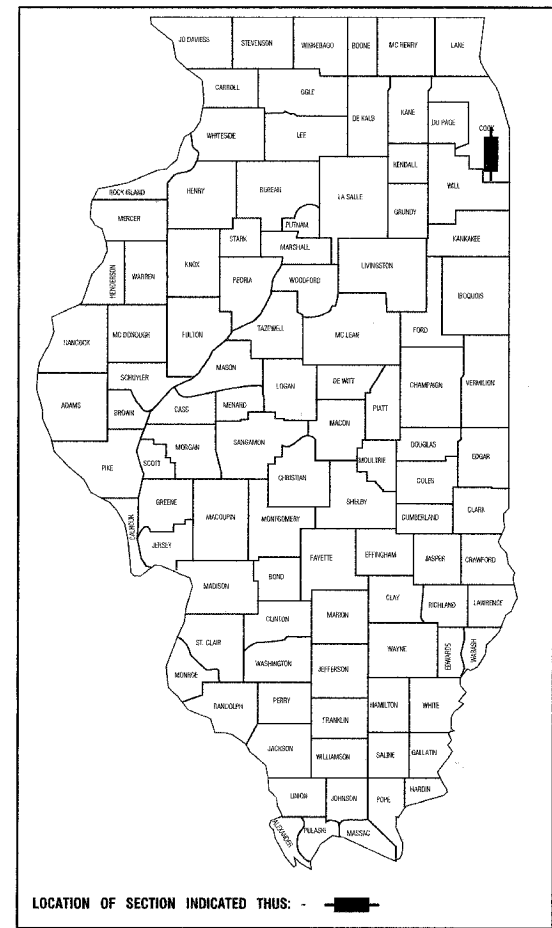 JO DAVIESS STEVENSON WINNEBAGO BOONE MC HENRY LAKE
CARROLL OGLE DE KALB KANE DU PAGE COOK
WHITESIDE LEE
KENDALL WILL
ROCK ISLAND HENRY BUREAU LA SALLE GRUNDY
MERCER PUTNAM KANKAKEE
STARK MARSHALL
HENDERSON WARREN KNOX PEORIA WOODFORD LIVINGSTON IROQUOIS
HANCOCK MC DONOUGH FULTON TAZEWELL MC LEAN FORD
SCHUYLER MASON LOGAN DE WITT CHAMPAIGN VERMILION
ADAMS BROWN CASS MENARD MACON PIATT
MORGAN SANGAMON DOUGLAS EDGAR
PIKE SCOTT CHRISTIAN MOULTRIE COLES
GREENE MACOUPIN MONTGOMERY SHELBY CUMBERLAND CLARK
CALHOUN JERSEY FAYETTE EFFINGHAM JASPER CRAWFORD
MADISON BOND CLAY RICHLAND LAWRENCE
CLINTON MARION
ST. CLAIR WAYNE EDWARDS WABASH
WASHINGTON JEFFERSON
MONROE
RANDOLPH PERRY HAMILTON WHITE
FRANKLIN
JACKSON WILLIAMSON SALINE GALLATIN
UNION JOHNSON POPE HARDIN
ALEXANDER PULASKI MASSAC
LOCATION OF SECTION INDICATED THUS: -